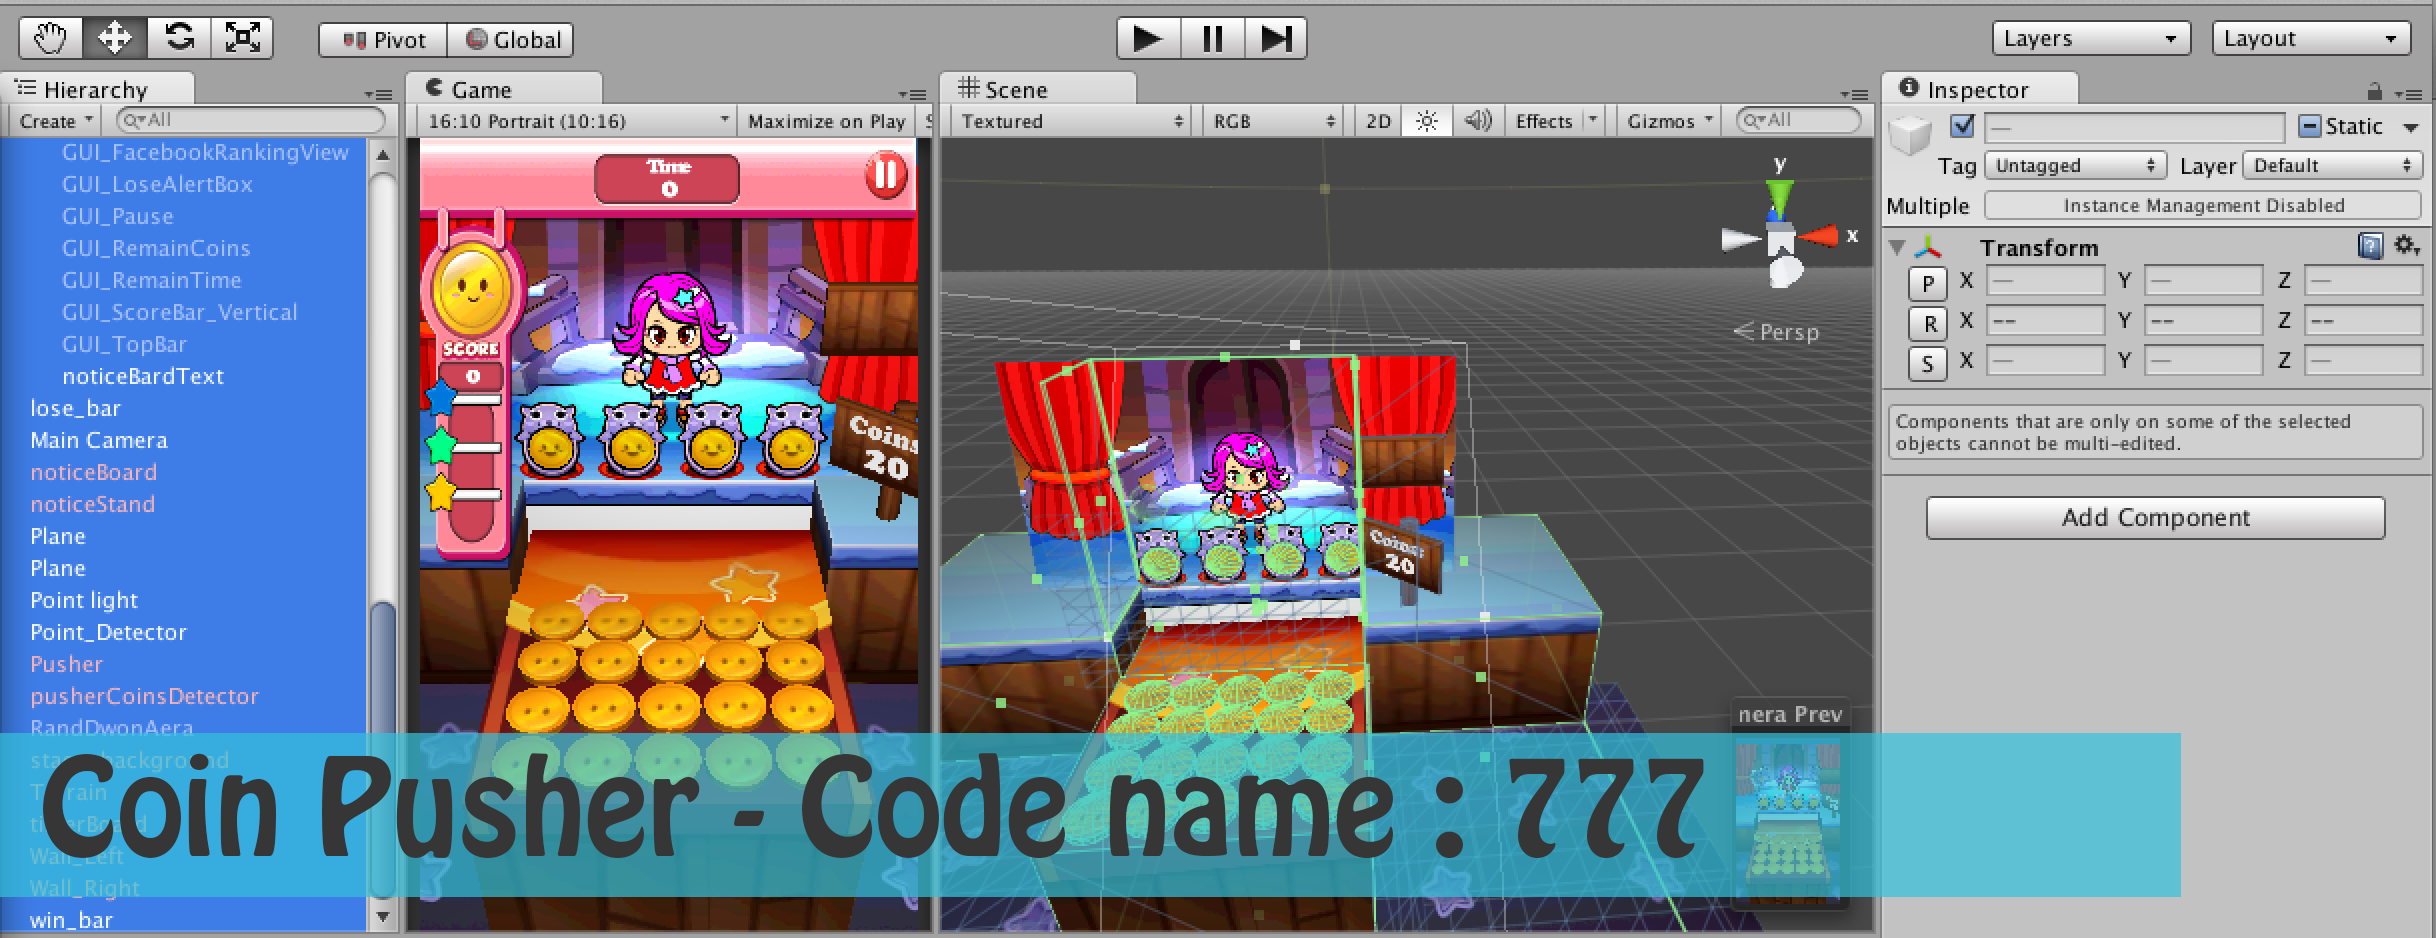 Pivot
Global
Layers
Layout
Hierarchy
Create
All
GUI_FacebookRankingView
GUI_LoseAlertBox
GUI_Pause
GUI_RemainCoins
GUI_RemainTime
GUI_ScoreBar_Vertical
GUI_TopBar
noticeBardText
lose_bar
Main Camera
noticeBoard
noticeStand
Plane
Plane
Point light
Point_Detector
Pusher
pusherCoinsDetector
RandDwonAera
Wall_Left
Wall_Right
win_bar
Game
16:10 Portrait (10:16)
Maximize on Play
Time
0
SCORE
0
Coins
20
Scene
Textured
RGB
2D
Effects
Gizmos
All
y
x
Persp
Coins
20
nera Prev
Inspector
Static
Tag
Untagged
Layer
Default
Multiple
Instance Management Disabled
Transform
P X — Y — Z —
R X -- Y -- Z --
S X — Y — Z —
Components that are only on some of the selected
objects cannot be multi-edited.
Add Component
Coin Pusher - Code name : 777